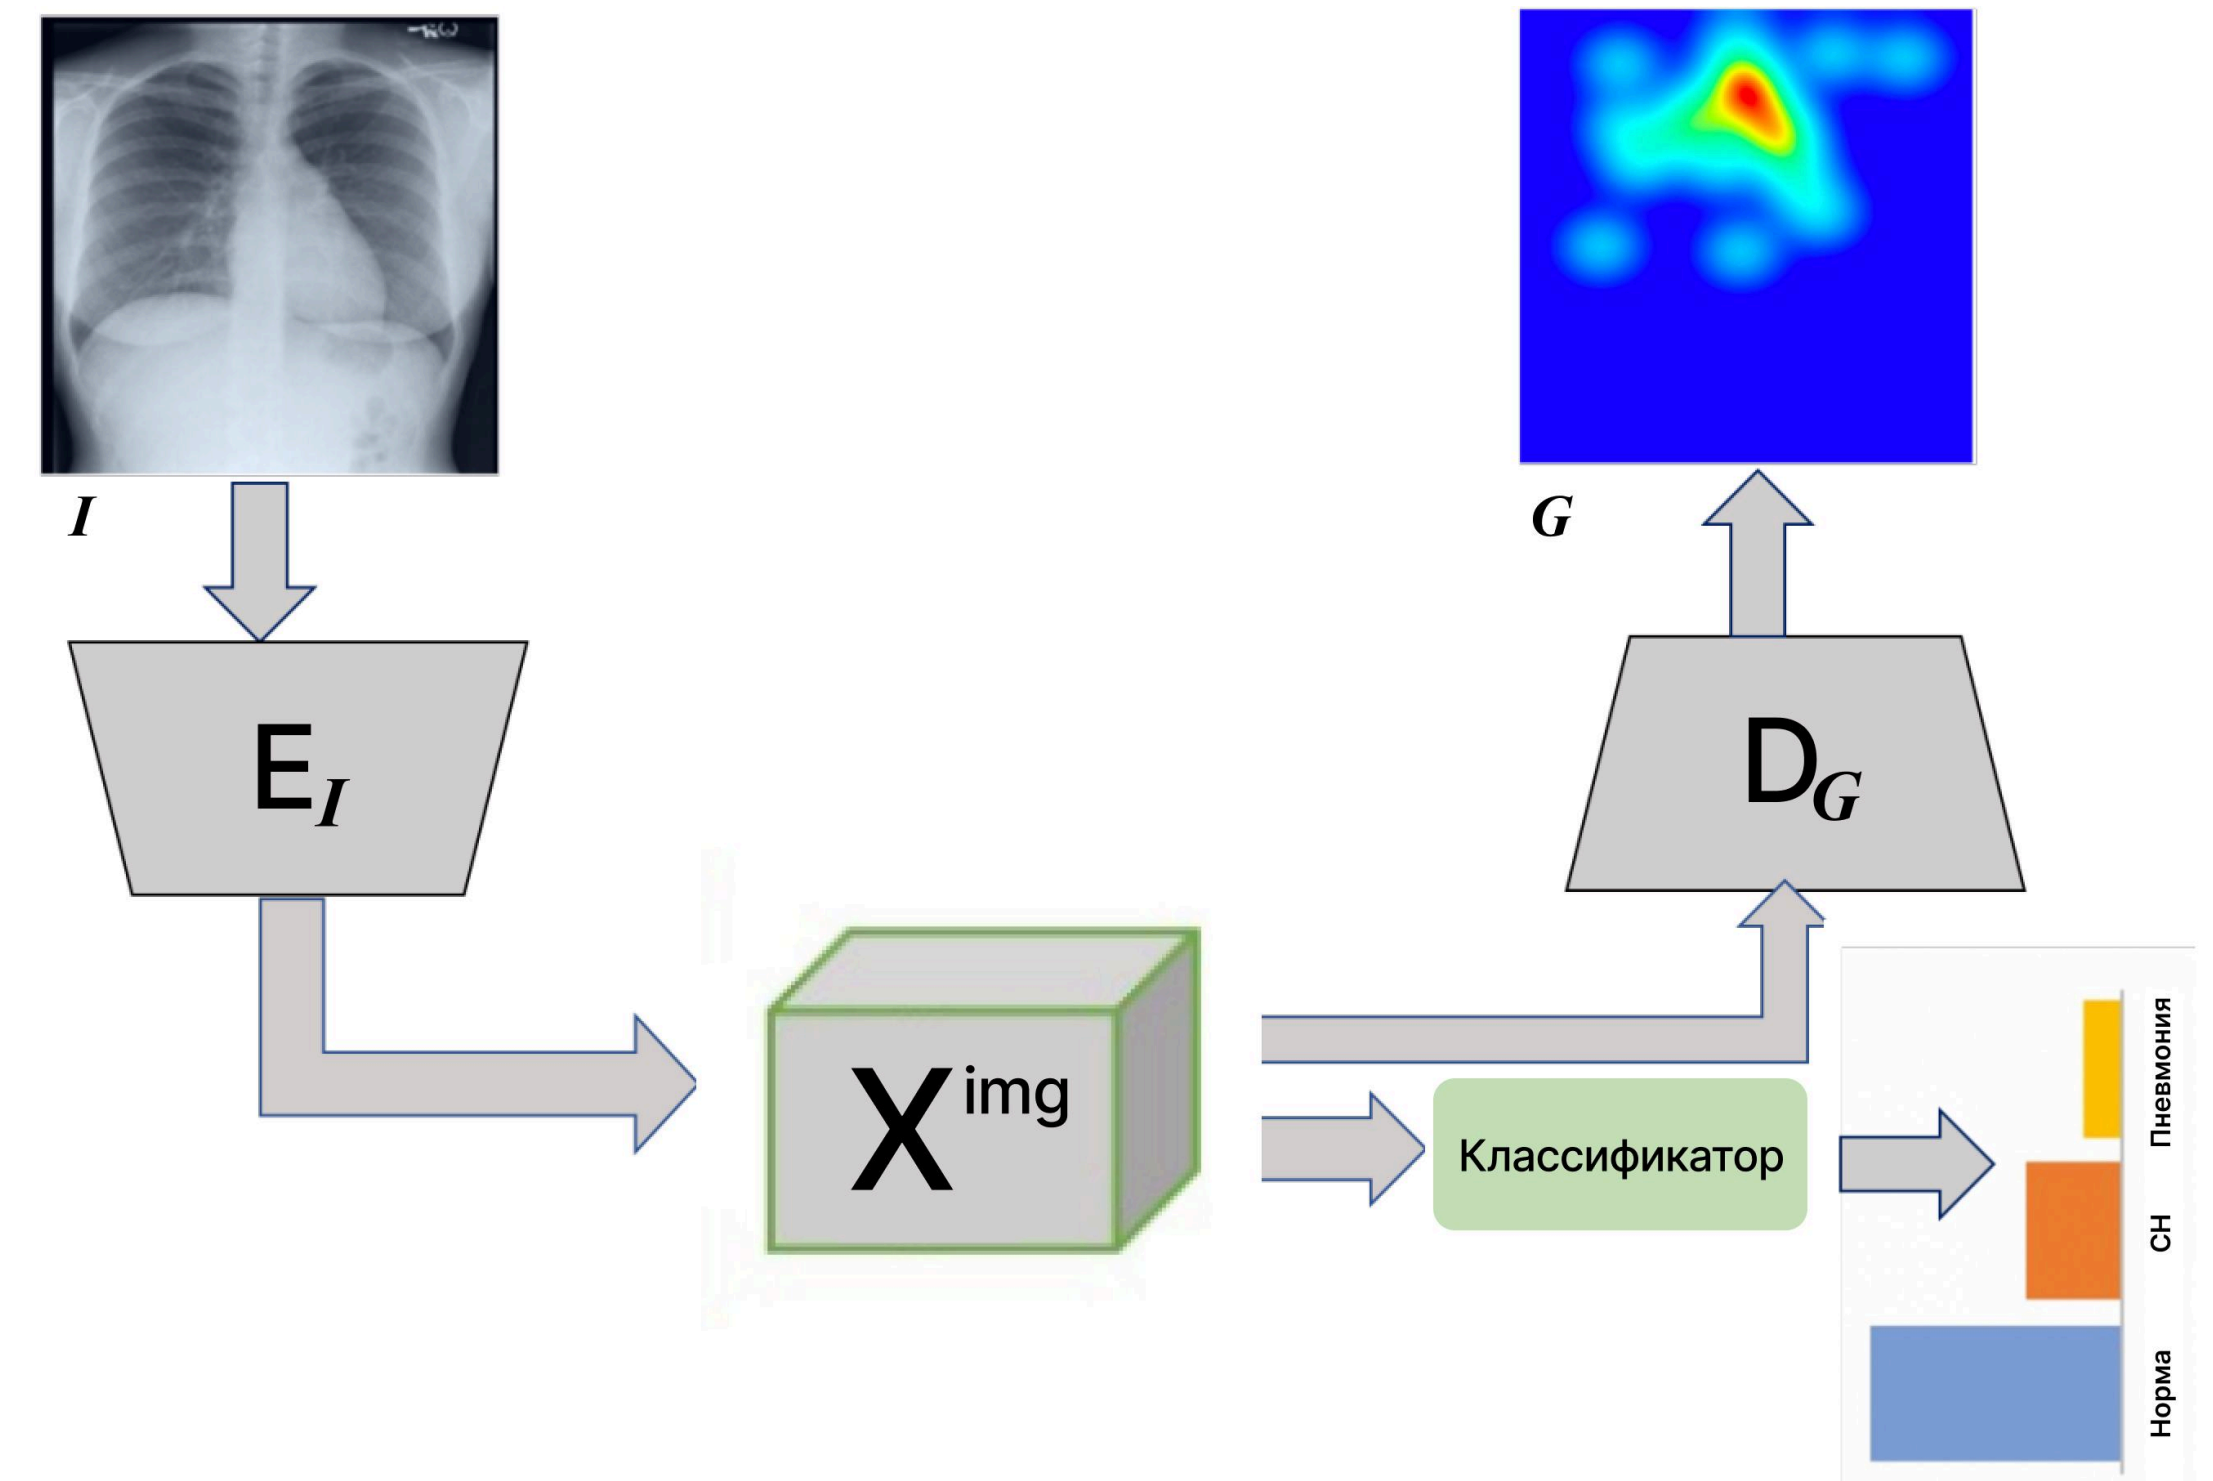 I
G
E_I
D_G
X^img
Классификатор
Пневмония
СН
Норма